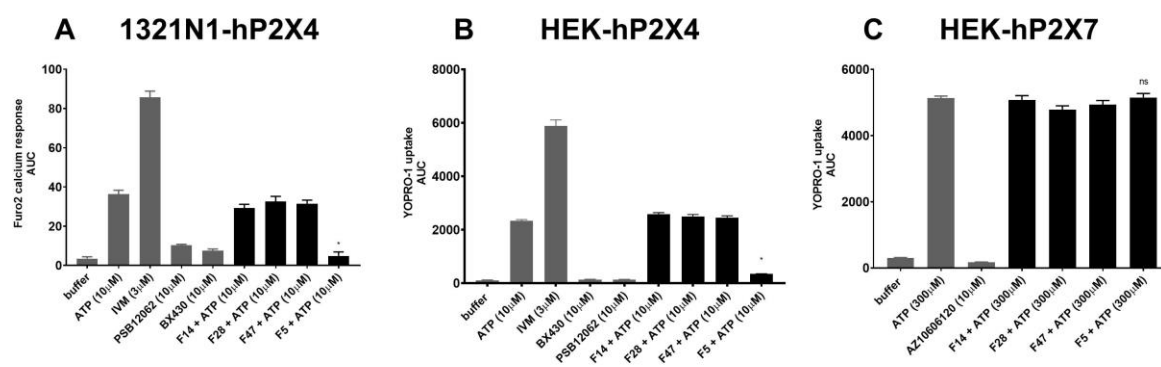 A 1321N1-hP2X4
Furo2 calcium response
AUC
100
80
60
40
20
0
*
buffer
ATP (10μM)
IVM (3μM)
PSB12062 (10μM)
BX430 (10μM)
F14 + ATP (10μM)
F28 + ATP (10μM)
F47 + ATP (10μM)
F5 + ATP (10μM)
B HEK-hP2X4
YOPRO-1 uptake
AUC
8000
6000
4000
2000
0
*
buffer
ATP (10μM)
IVM (3μM)
BX430 (10μM)
PSB12062 (10μM)
F14 + ATP (10μM)
F28 + ATP (10μM)
F47 + ATP (10μM)
F5 + ATP (10μM)
C HEK-hP2X7
YOPRO-1 uptake
AUC
6000
4000
2000
0
ns
buffer
ATP (300μM)
AZ10606120 (10μM)
F14 + ATP (300μM)
F28 + ATP (300μM)
F47 + ATP (300μM)
F5 + ATP (300μM)